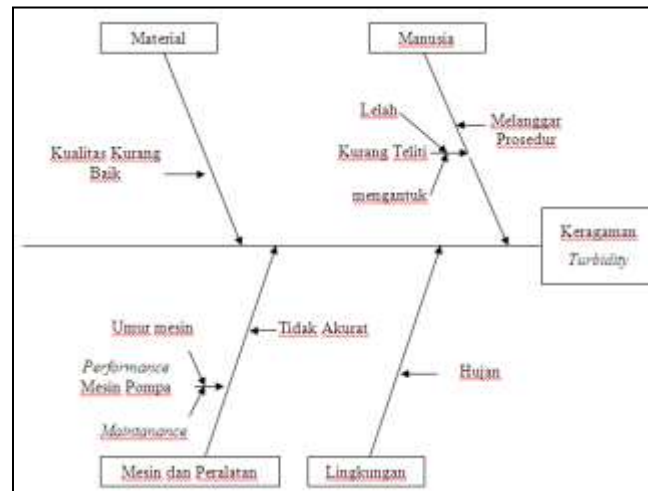 Material
Manusia
Lelah
Melanggar
Prosedur
Kualitas Kurang
Baik
Kurang Teliti
mengantuk
Keragaman
Turbidity
Umur mesin
Tidak Akurat
Performance
Mesin Pompa
Hujan
Maintanance
Mesin dan Peralatan
Lingkungan